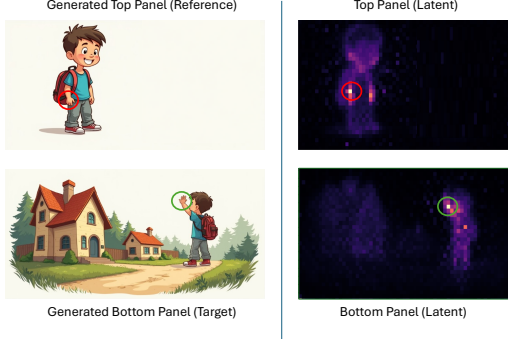 Generated Top Panel (Reference)
Top Panel (Latent)
Generated Bottom Panel (Target)
Bottom Panel (Latent)